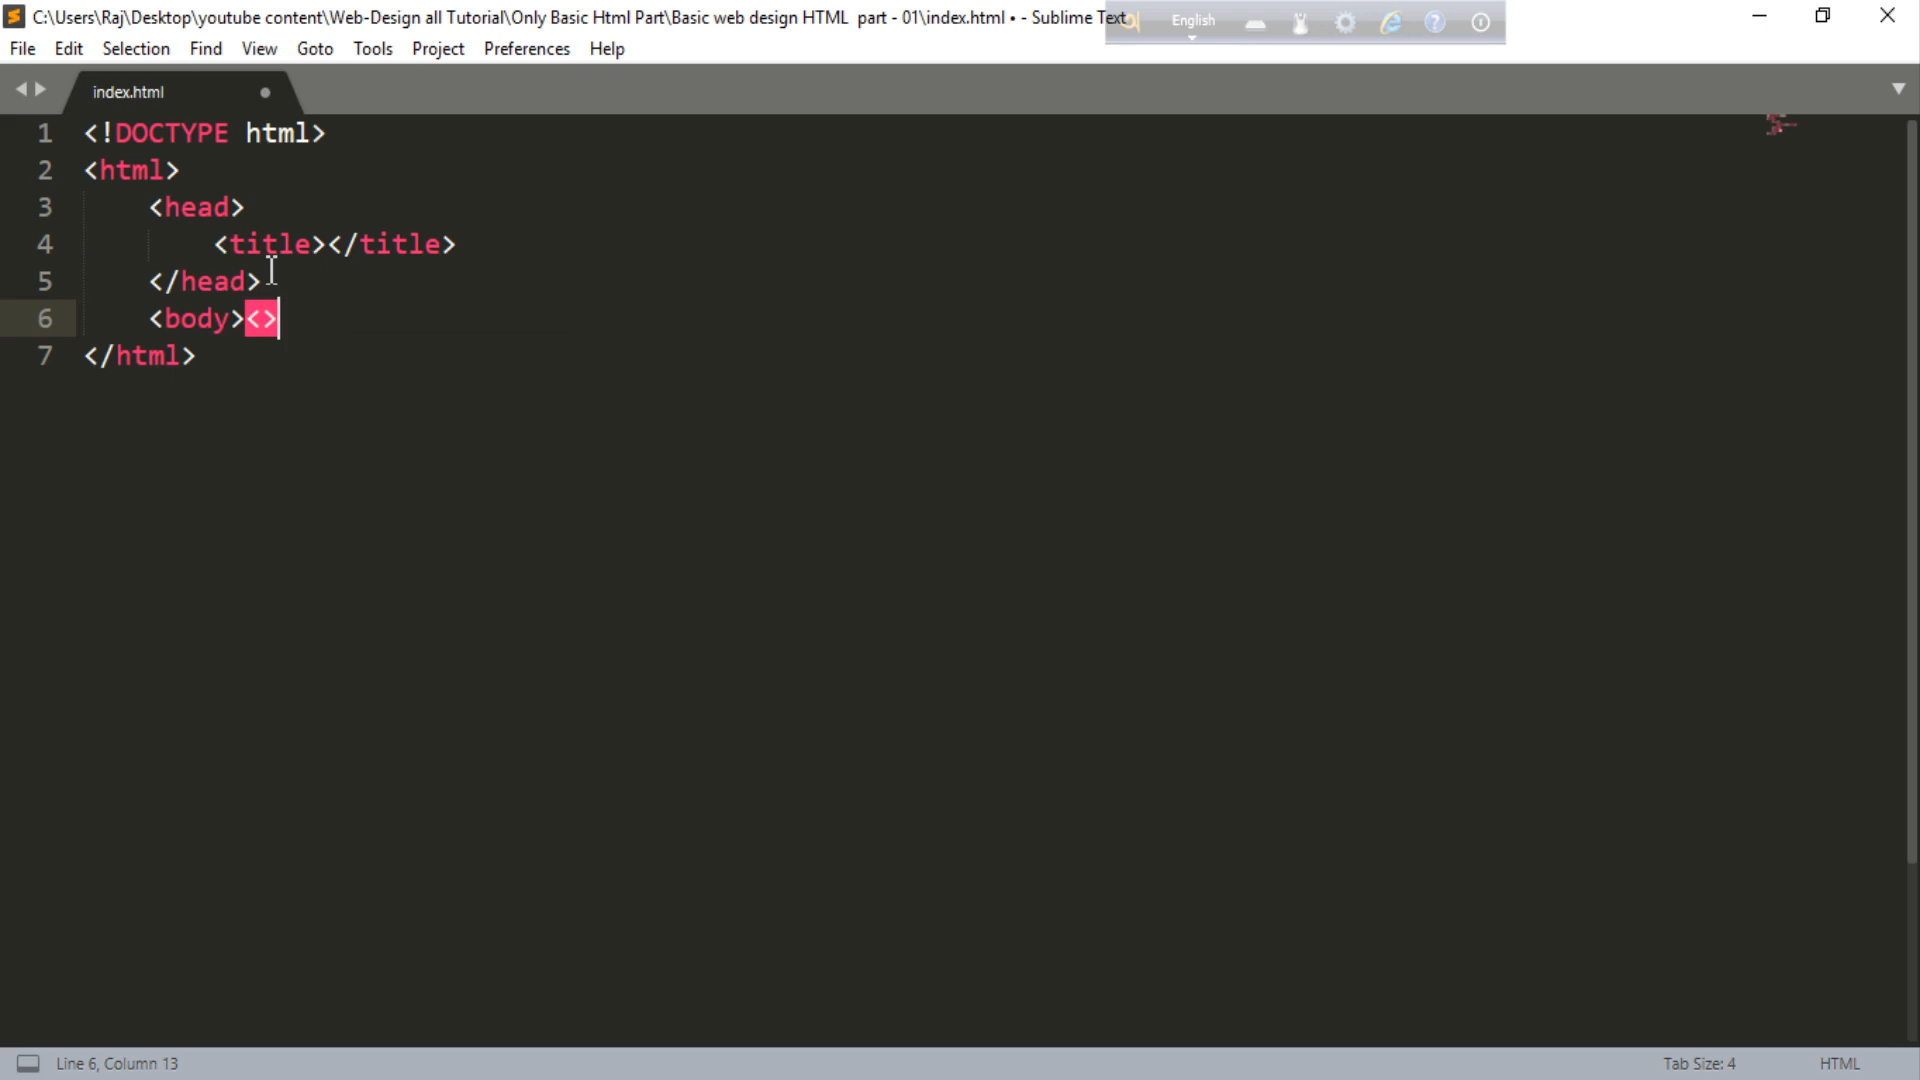 C:\Users\Raj\Desktop\youtube content\Web-Design all Tutorial\Only Basic Html Part\Basic web design HTML  part - 01\index.html • - Sublime Text
English
File Edit Selection Find View Goto Tools Project Preferences Help
index.html
1 <!DOCTYPE html>
2 <html>
3 <head>
4 <title></title>
5 </head>
6 <body><>
7 </html>
Line 6, Column 13
Tab Size: 4
HTML